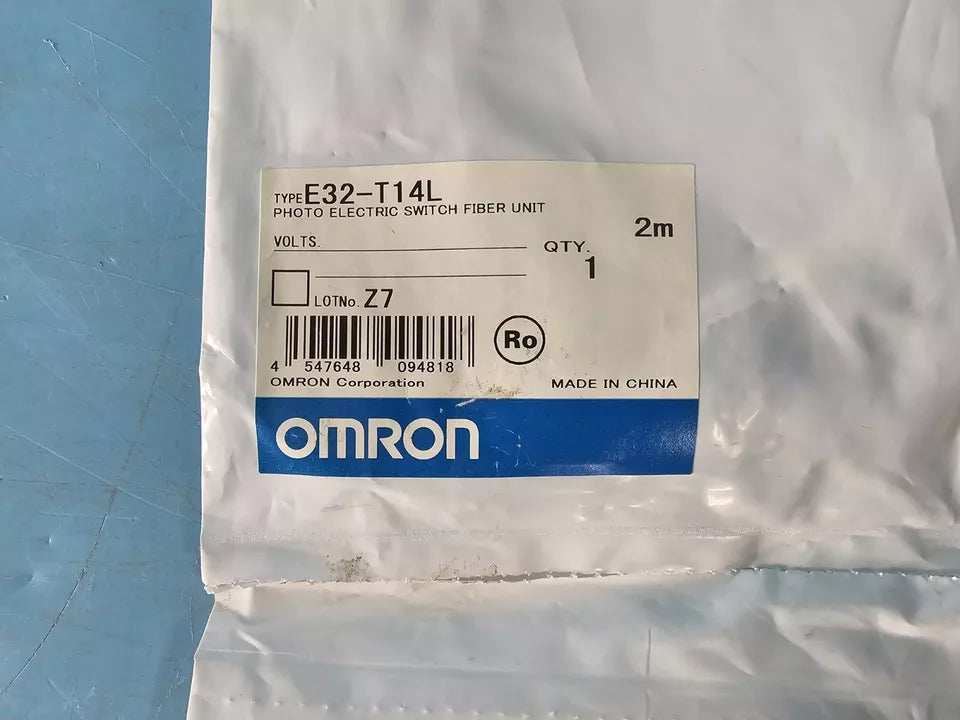 TYPE E32-T14L
PHOTO ELECTRIC SWITCH FIBER UNIT
2m
VOLTS.
QTY.
1
LOTNo. Z7
Ro
4 547648 094818
OMRON Corporation
MADE IN CHINA
OMRON